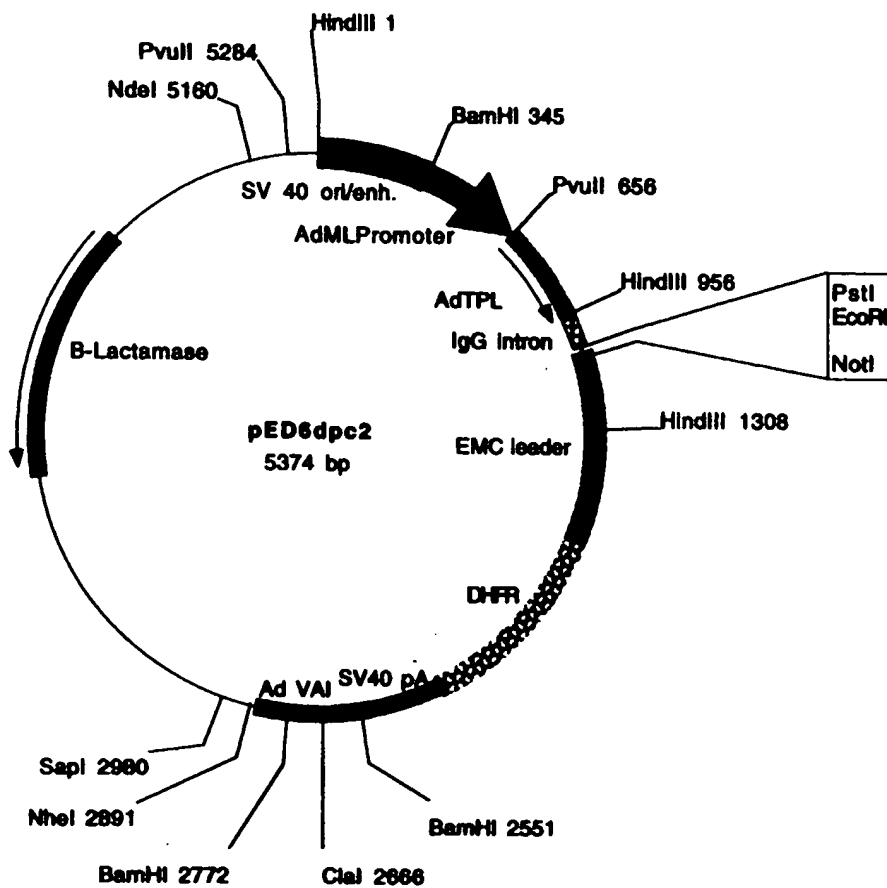 HindIII 1
PvuII 5284
NdeI 5160
BamHI 345
SV 40 ori/enh.
PvuII 656
AdMLPromoter
HindIII 956
AdTPL
PstI
EcoRI
IgG intron
B-Lactamase
NotI
pED6dpc2
EMC leader
HindIII 1308
5374 bp
DHFR
Ad VAI
SV40 pA
SapI 2980
NheI 2891
BamHI 2551
BamHI 2772
ClaI 2666